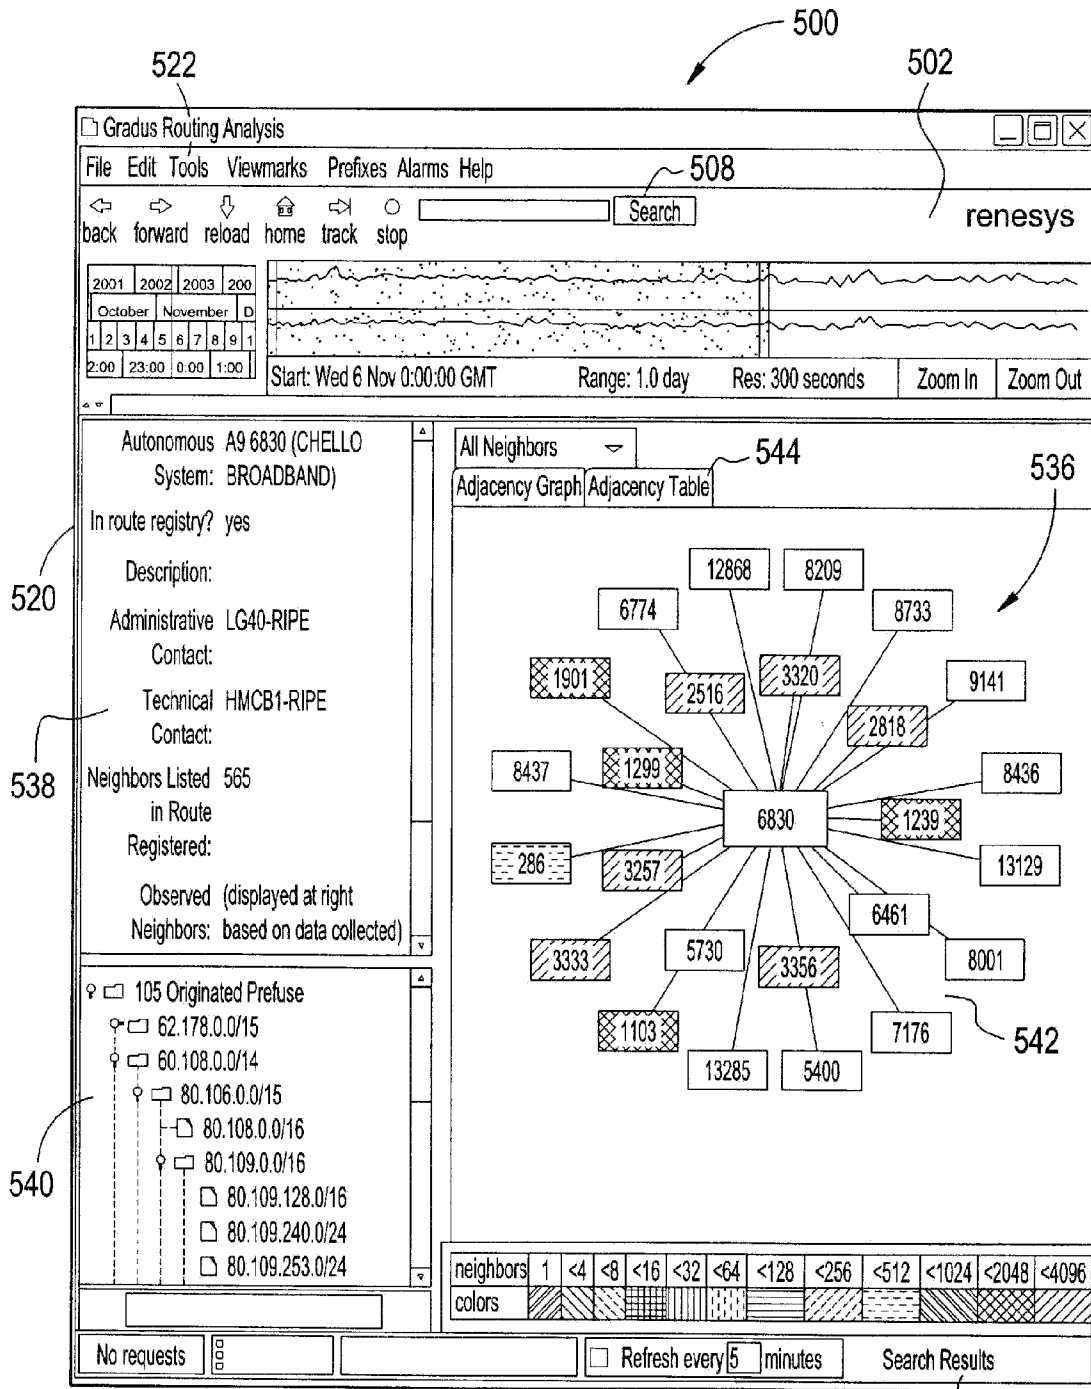 500
522
502
Gradus Routing Analysis
File Edit Tools Viewmarks Prefixes Alarms Help
508
back forward reload home track stop
Search
renesys
2001 2002 2003 200
October November D
1 2 3 4 5 6 7 8 9 1
2:00 23:00 0:00 1:00
Start: Wed 6 Nov 0:00:00 GMT Range: 1.0 day Res: 300 seconds Zoom In Zoom Out
Autonomous A9 6830 (CHELLO
System: BROADBAND)
In route registry? yes
Description:
Administrative LG40-RIPE
Contact:
Technical HMCB1-RIPE
Contact:
Neighbors Listed 565
in Route
Registered:
Observed (displayed at right
Neighbors: based on data collected)
520
538
All Neighbors
544
Adjacency Graph Adjacency Table
536
12868 8209
6774 8733
1901 2516 3320 9141
2818
8437 1299 8436
6830 1239
286 3257 13129
6461
3333 5730 3356 8001
1103 7176
13285 5400
542
105 Originated Prefuse
62.178.0.0/15
60.108.0.0/14
80.106.0.0/15
80.108.0.0/16
80.109.0.0/16
80.109.128.0/16
80.109.240.0/24
80.109.253.0/24
540
neighbors 1 <4 <8 <16 <32 <64 <128 <256 <512 <1024 <2048 <4096
colors
No requests
Refresh every 5 minutes
Search Results